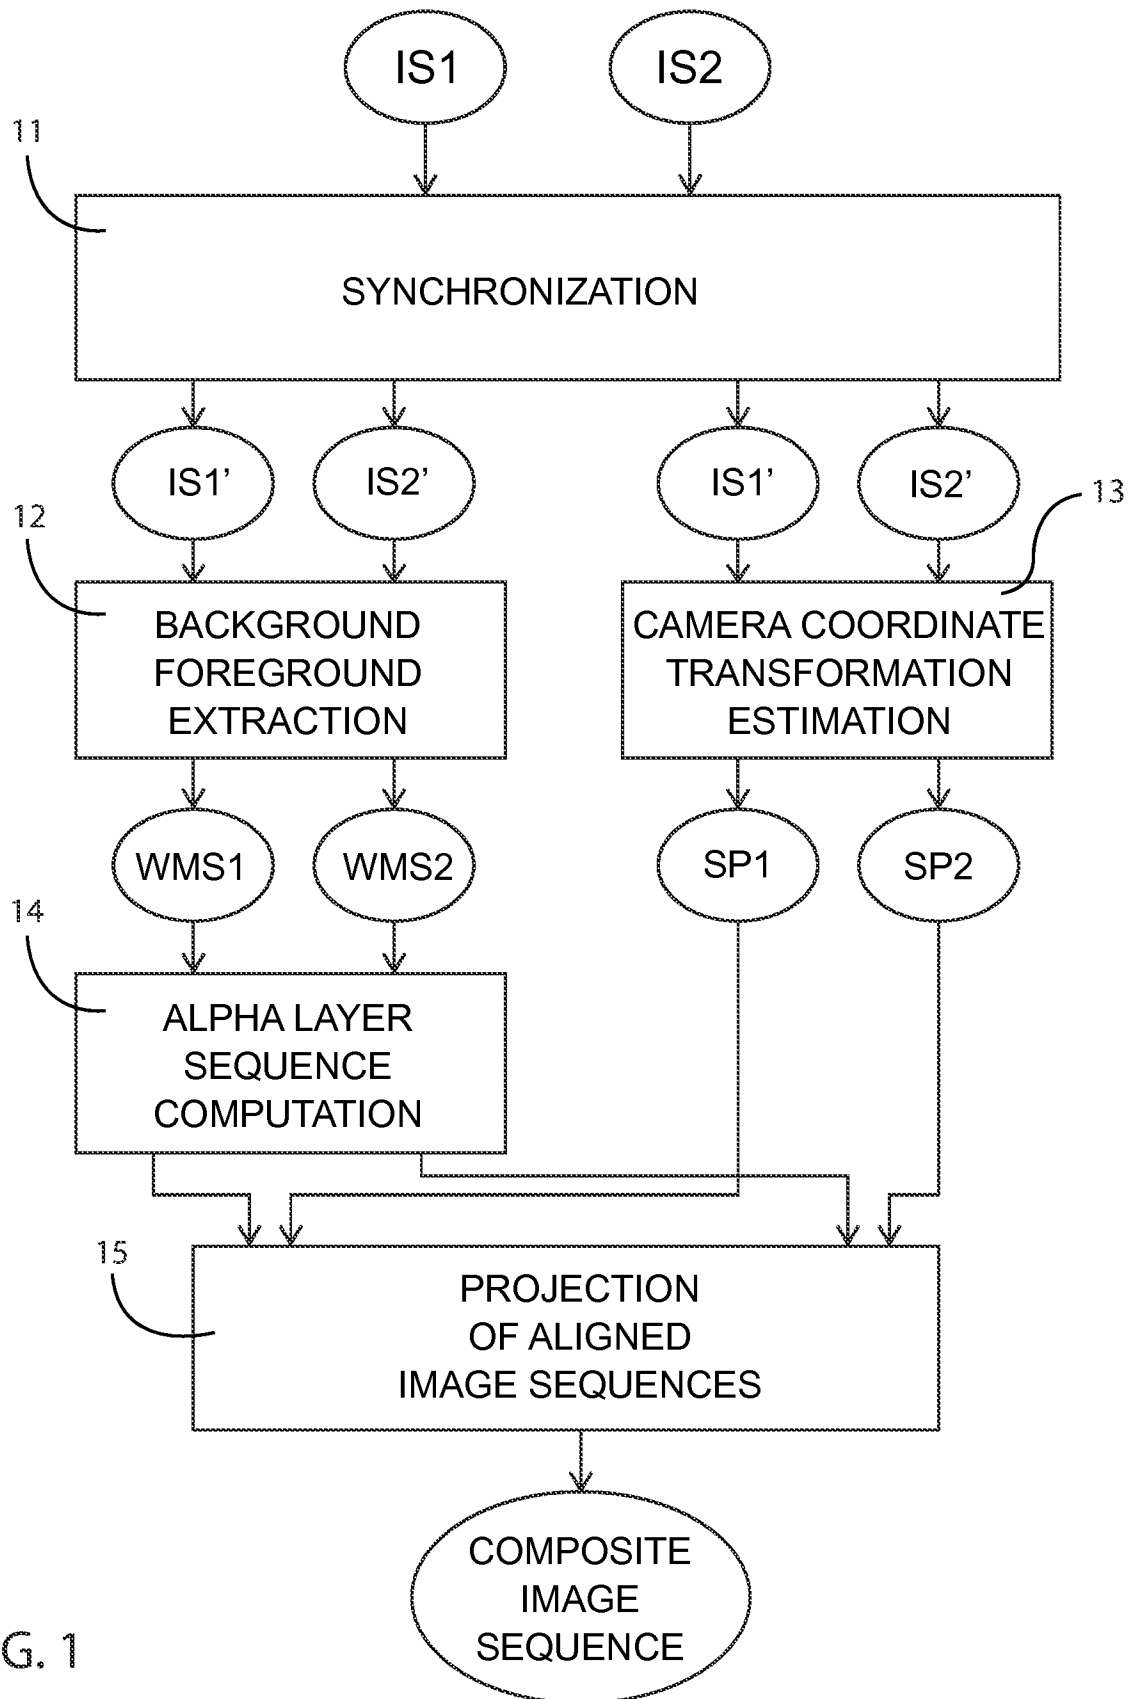 IS1
IS2
11
SYNCHRONIZATION
IS1’
IS2’
IS1’
IS2’
12
13
BACKGROUND
FOREGROUND
EXTRACTION
CAMERA COORDINATE
TRANSFORMATION
ESTIMATION
WMS1
WMS2
SP1
SP2
14
ALPHA LAYER
SEQUENCE
COMPUTATION
15
PROJECTION
OF ALIGNED
IMAGE SEQUENCES
COMPOSITE
IMAGE
SEQUENCE
G. 1